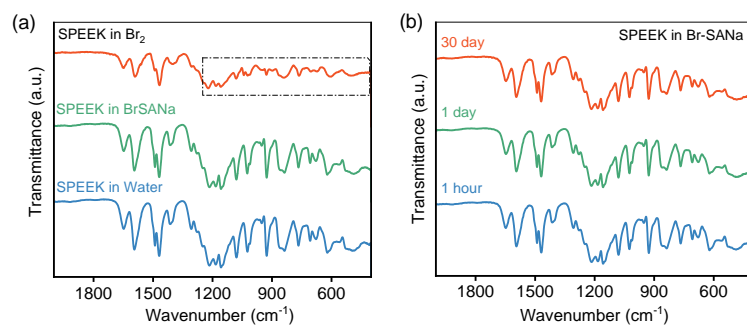 (a)
SPEEK in Br₂
SPEEK in BrSANa
SPEEK in Water
Transmittance (a.u.)
1800 1500 1200 900 600
Wavenumber (cm⁻¹)
(b)
SPEEK in Br-SANa
30 day
1 day
1 hour
Transmittance (a.u.)
1800 1500 1200 900 600
Wavenumber (cm⁻¹)